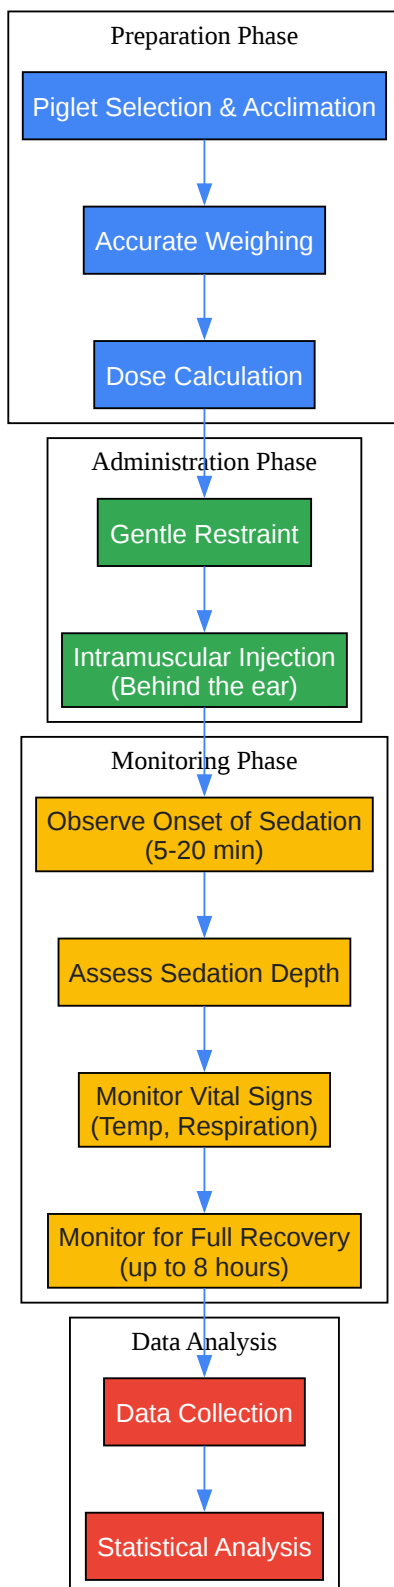 Preparation Phase
Piglet Selection & Acclimation
Accurate Weighing
Dose Calculation
Administration Phase
Gentle Restraint
Intramuscular Injection
(Behind the ear)
Monitoring Phase
Observe Onset of Sedation
(5-20 min)
Assess Sedation Depth
Monitor Vital Signs
(Temp, Respiration)
Monitor for Full Recovery
(up to 8 hours)
Data Analysis
Data Collection
Statistical Analysis